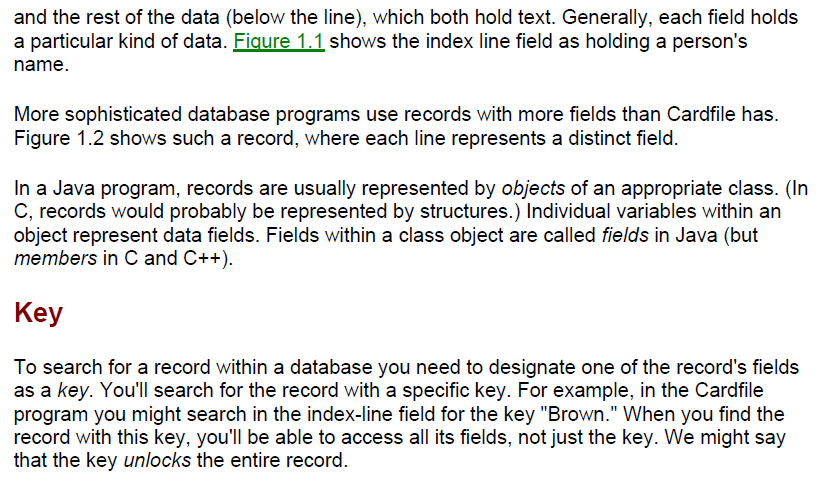 and the rest of the data (below the line), which both hold text. Generally, each field holds
a particular kind of data. Figure 1.1 shows the index line field as holding a person's
name.
More sophisticated database programs use records with more fields than Cardfile has.
Figure 1.2 shows such a record, where each line represents a distinct field.
In a Java program, records are usually represented by objects of an appropriate class. (In
C, records would probably be represented by structures.) Individual variables within an
object represent data fields. Fields within a class object are called fields in Java (but
members in C and C++).
Key
To search for a record within a database you need to designate one of the record's fields
as a key. You'll search for the record with a specific key. For example, in the Cardfile
program you might search in the index-line field for the key "Brown." When you find the
record with this key, you'll be able to access all its fields, not just the key. We might say
that the key unlocks the entire record.